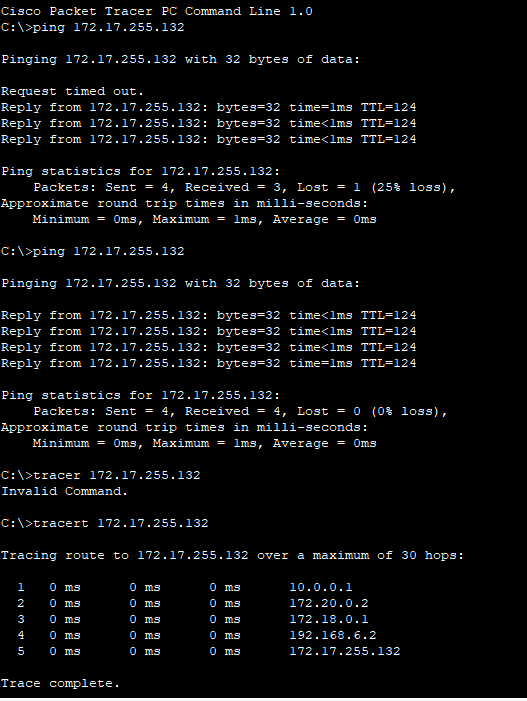 Cisco Packet Tracer PC Command Line 1.0
C:\>ping 172.17.255.132
Pinging 172.17.255.132 with 32 bytes of data:
Request timed out.
Reply from 172.17.255.132: bytes=32 time=1ms TTL=124
Reply from 172.17.255.132: bytes=32 time<1ms TTL=124
Reply from 172.17.255.132: bytes=32 time<1ms TTL=124
Ping statistics for 172.17.255.132:
    Packets: Sent = 4, Received = 3, Lost = 1 (25% loss),
Approximate round trip times in milli-seconds:
    Minimum = 0ms, Maximum = 1ms, Average = 0ms
C:\>ping 172.17.255.132
Pinging 172.17.255.132 with 32 bytes of data:
Reply from 172.17.255.132: bytes=32 time<1ms TTL=124
Reply from 172.17.255.132: bytes=32 time<1ms TTL=124
Reply from 172.17.255.132: bytes=32 time<1ms TTL=124
Reply from 172.17.255.132: bytes=32 time=1ms TTL=124
Ping statistics for 172.17.255.132:
    Packets: Sent = 4, Received = 4, Lost = 0 (0% loss),
Approximate round trip times in milli-seconds:
    Minimum = 0ms, Maximum = 1ms, Average = 0ms
C:\>tracer 172.17.255.132
Invalid Command.
C:\>tracert 172.17.255.132
Tracing route to 172.17.255.132 over a maximum of 30 hops:
  1   0 ms      0 ms      0 ms      10.0.0.1
  2   0 ms      0 ms      0 ms      172.20.0.2
  3   0 ms      0 ms      0 ms      172.18.0.1
  4   0 ms      0 ms      0 ms      192.168.6.2
  5   0 ms      0 ms      0 ms      172.17.255.132
Trace complete.